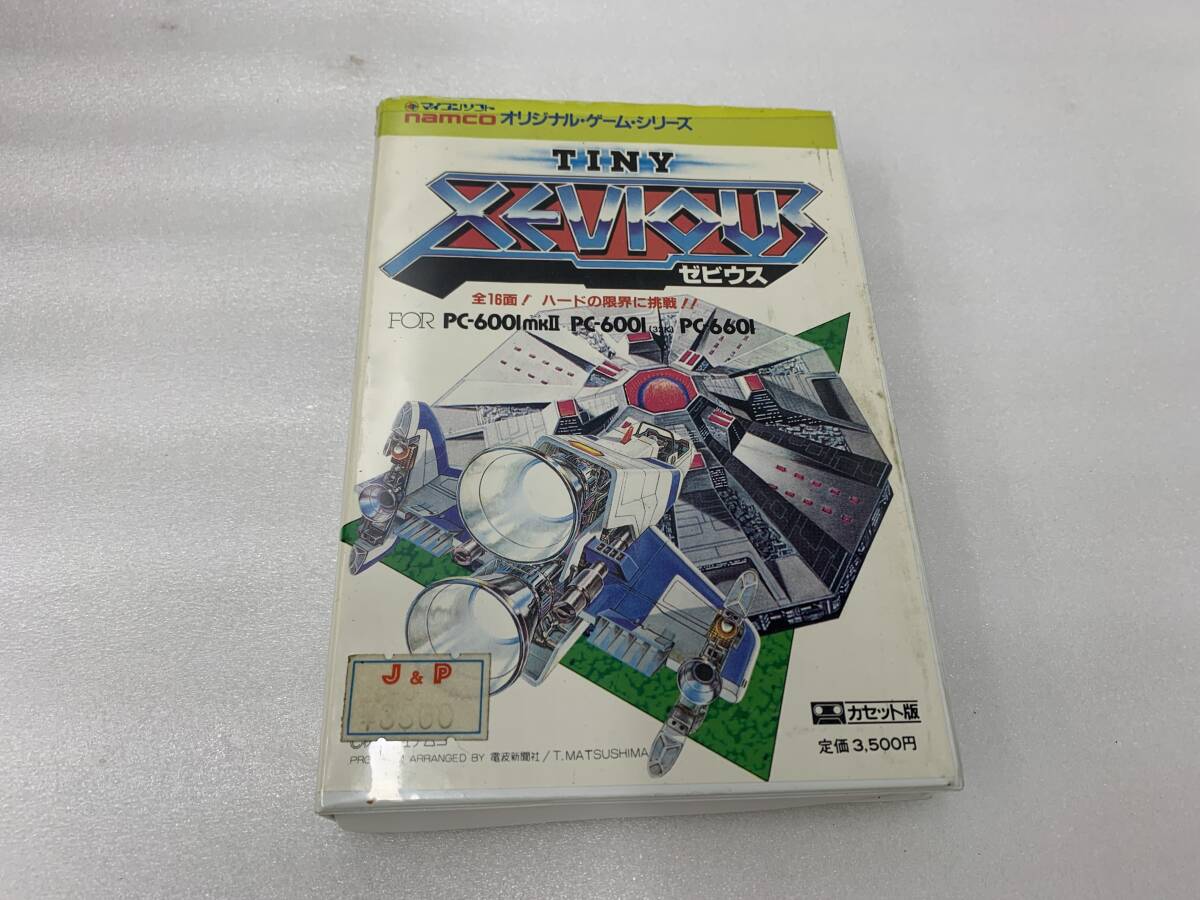 マイコンソフト
namco オリジナル・ゲーム・シリーズ
TINY
XEVIOUS
ゼビウス
全16面! ハードの限界に挑戦!!
FOR PC-6001mkII PC-6001(32K) PC-6601
J & P
¥3500
カセット版
定価 3,500円
ARRANGED BY 電波新聞社/T.MATSUSHIMA